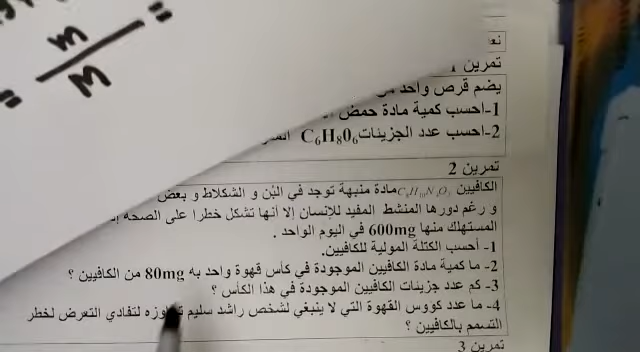 m
M
=
=
تمرين
يضم قرص واحد من
1-احسب كمية مادة حمض
2-احسب عدد الجزيئات C6H8O6
تمرين 2
الكافيين مادة منبهة توجد في البُن و الشكلاط و بعض
و رغم دورها المنشط المفيد للإنسان إلا أنها تشكل خطرا على الصحة
المستهلك منها 600mg في اليوم الواحد .
1- أحسب الكتلة المولية للكافيين.
2- ما كمية مادة الكافيين الموجودة في كأس قهوة واحد به 80mg من الكافيين ؟
3- كم عدد جزيئات الكافيين الموجودة في هذا الكأس ؟
4- ما عدد كؤوس القهوة التي لا ينبغي لشخص راشد سليم تجاوزه لتفادي التعرض لخطر
التسمم بالكافيين ؟
تمرين 3